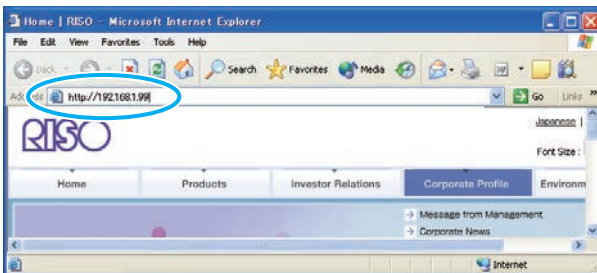 Home | RISO - Microsoft Internet Explorer
File Edit View Favorites Tools Help
Back Search Favorites Media
Address http://192.168.1.99 Go Links »
RISO
Japanese |
Font Size :
Home Products Investor Relations Corporate Profile Environm
Message from Management
Corporate News
Internet